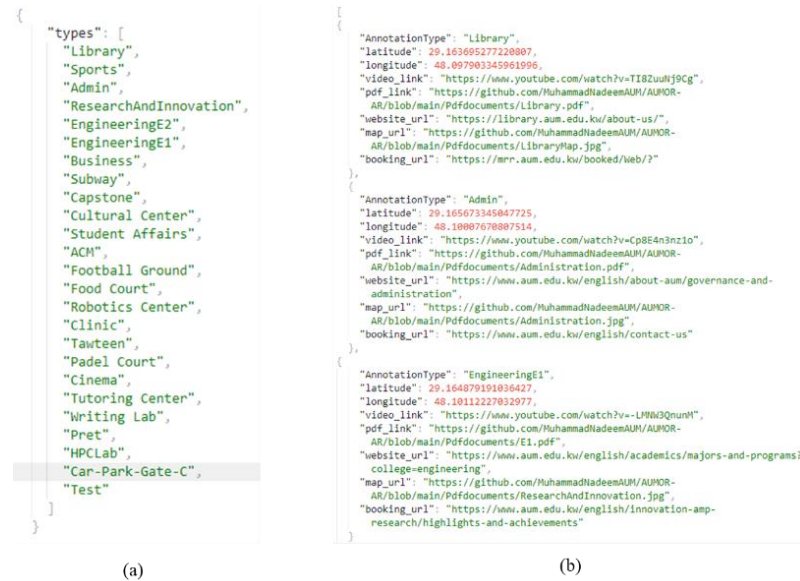 {
"types": [
"Library",
"Sports",
"Admin",
"ResearchAndInnovation",
"EngineeringE2",
"EngineeringE1",
"Business",
"Subway",
"Capstone",
"Cultural Center",
"Student Affairs",
"ACM",
"Football Ground",
"Food Court",
"Robotics Center",
"Clinic",
"Tawteen",
"Padel Court",
"Cinema",
"Tutoring Center",
"Writing Lab",
"Pret",
"HPCLab",
"Car-Park-Gate-C",
"Test"
]
}
(a)
[
{
"AnnotationType": "Library",
"latitude": 29.163695277220807,
"longitude": 48.097903345961996,
"video_link": "https://www.youtube.com/watch?v=TI8ZuuNj9Cg",
"pdf_link": "https://github.com/MuhammadNadeemAUM/AUMOR-
AR/blob/main/Pdfdocuments/Library.pdf",
"website_url": "https://library.aum.edu.kw/about-us/",
"map_url": "https://github.com/MuhammadNadeemAUM/AUMOR-
AR/blob/main/Pdfdocuments/LibraryMap.jpg",
"booking_url": "https://mrr.aum.edu.kw/booked/Web/?"
},
{
"AnnotationType": "Admin",
"latitude": 29.165673345047725,
"longitude": 48.10007670807514,
"video_link": "https://www.youtube.com/watch?v=Cp8E4n3nz1o",
"pdf_link": "https://github.com/MuhammadNadeemAUM/AUMOR-
AR/blob/main/Pdfdocuments/Administration.pdf",
"website_url": "https://www.aum.edu.kw/english/about-aum/governance-and-
administration",
"map_url": "https://github.com/MuhammadNadeemAUM/AUMOR-
AR/blob/main/Pdfdocuments/Administration.jpg",
"booking_url": "https://www.aum.edu.kw/english/contact-us"
},
{
"AnnotationType": "EngineeringE1",
"latitude": 29.164879191036427,
"longitude": 48.10112227032977,
"video_link": "https://www.youtube.com/watch?v=-LMNW3QnunM",
"pdf_link": "https://github.com/MuhammadNadeemAUM/AUMOR-
AR/blob/main/Pdfdocuments/E1.pdf",
"website_url": "https://www.aum.edu.kw/english/academics/majors-and-programs?
college=engineering",
"map_url": "https://github.com/MuhammadNadeemAUM/AUMOR-
AR/blob/main/Pdfdocuments/ResearchAndInnovation.jpg",
"booking_url": "https://www.aum.edu.kw/english/innovation-amp-
research/highlights-and-achievements"
}
(b)